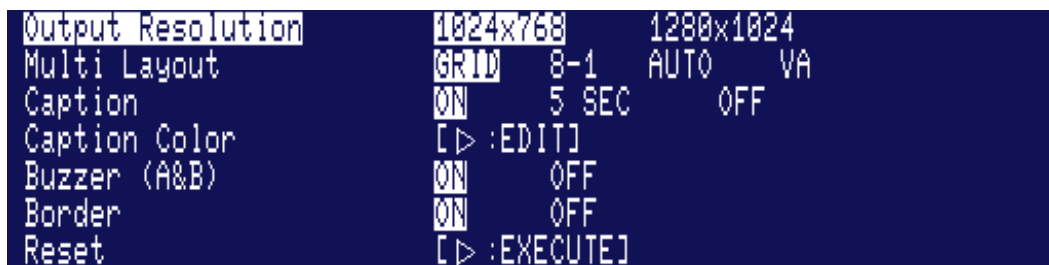 Output Resolution 1024x768 1280x1024
Multi Layout GRID 8-1 AUTO VA
Caption ON 5 SEC OFF
Caption Color [▷:EDIT]
Buzzer (A&B) ON OFF
Border ON OFF
Reset [▷:EXECUTE]